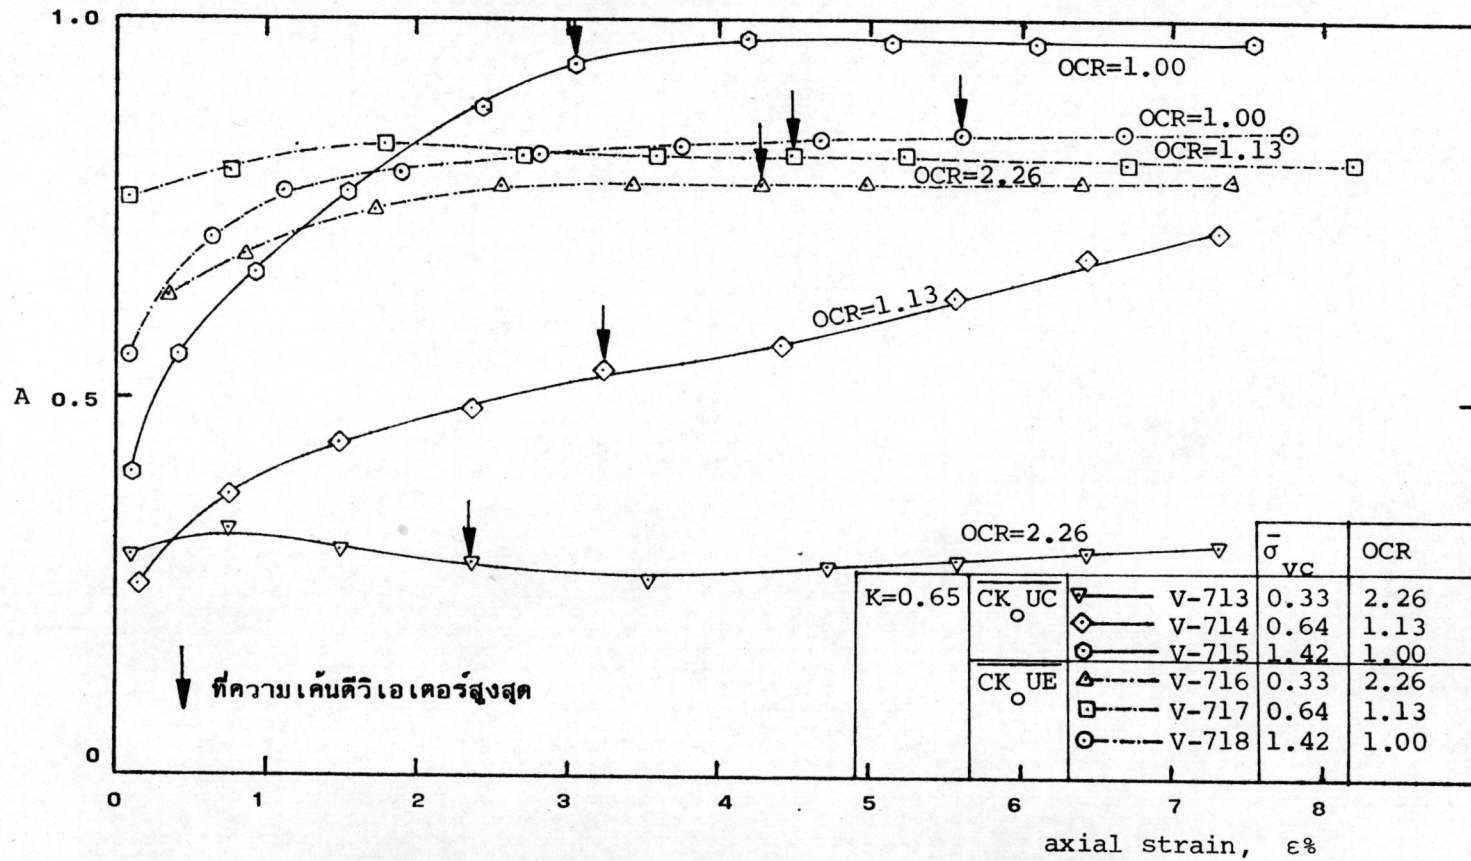 1.0
OCR=1.00
OCR=1.00
OCR=1.13
OCR=2.26
OCR=1.13
A 0.5
OCR=2.26
σ̄vc OCR
K=0.65 CKoUC V-713 0.33 2.26
V-714 0.64 1.13
V-715 1.42 1.00
CKoUE V-716 0.33 2.26
V-717 0.64 1.13
V-718 1.42 1.00
ที่ความเค้นดีวิเอเตอร์สูงสุด
0
0 1 2 3 4 5 6 7 8
axial strain, ε%